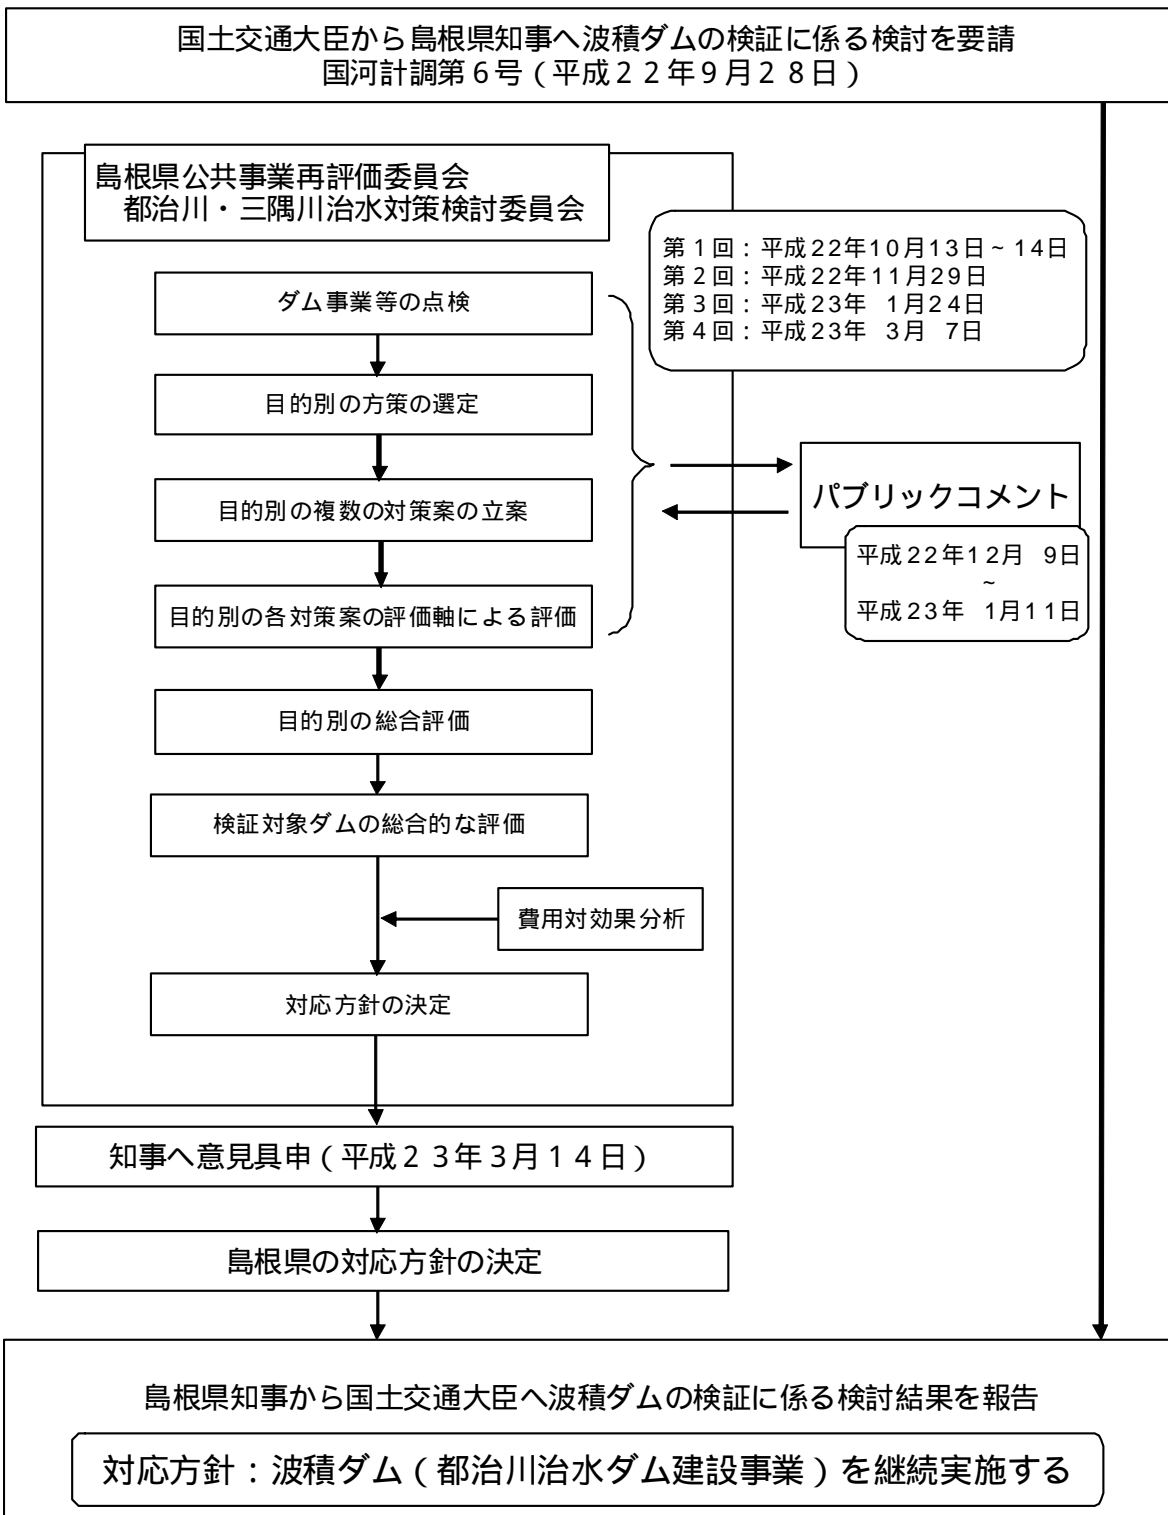 国土交通大臣から島根県知事へ波積ダムの検証に係る検討を要請
国河計調第６号（平成２２年９月２８日）
島根県公共事業再評価委員会
都治川・三隅川治水対策検討委員会
第１回：平成22年10月13日～14日
第２回：平成22年11月29日
第３回：平成23年 1月24日
第４回：平成23年 3月 7日
ダム事業等の点検
目的別の方策の選定
目的別の複数の対策案の立案
目的別の各対策案の評価軸による評価
パブリックコメント
平成22年12月 9日
～
平成23年 1月11日
目的別の総合評価
検証対象ダムの総合的な評価
費用対効果分析
対応方針の決定
知事へ意見具申（平成２３年３月１４日）
島根県の対応方針の決定
島根県知事から国土交通大臣へ波積ダムの検証に係る検討結果を報告
対応方針：波積ダム（都治川治水ダム建設事業）を継続実施する